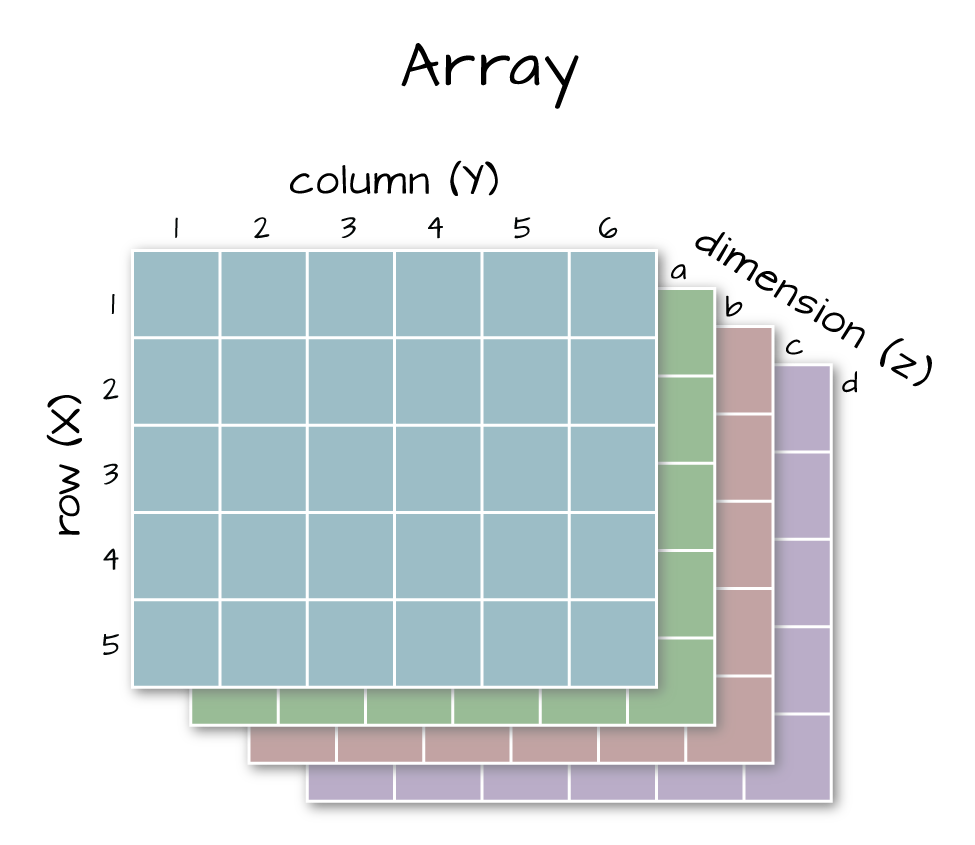 Array
column (Y)
1 2 3 4 5 6
dimension (z)
a
b
c
d
row (X)
1
2
3
4
5